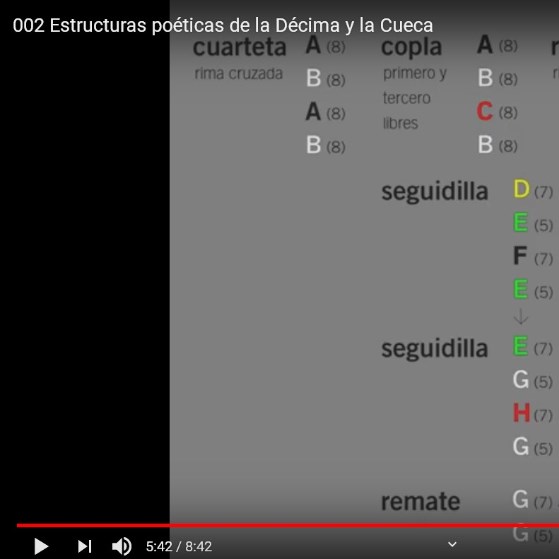 002 Estructuras poéticas de la Décima y la Cueca
cuarteta A (8) copla A (8)
rima cruzada B (8) primero y B (8)
tercero
A (8) libres C (8)
B (8) B (8)
seguidilla D (7)
E (5)
F (7)
E (5)
↓
seguidilla E (7)
G (5)
H (7)
G (5)
remate G (7)
G (5)
5:42 / 8:42